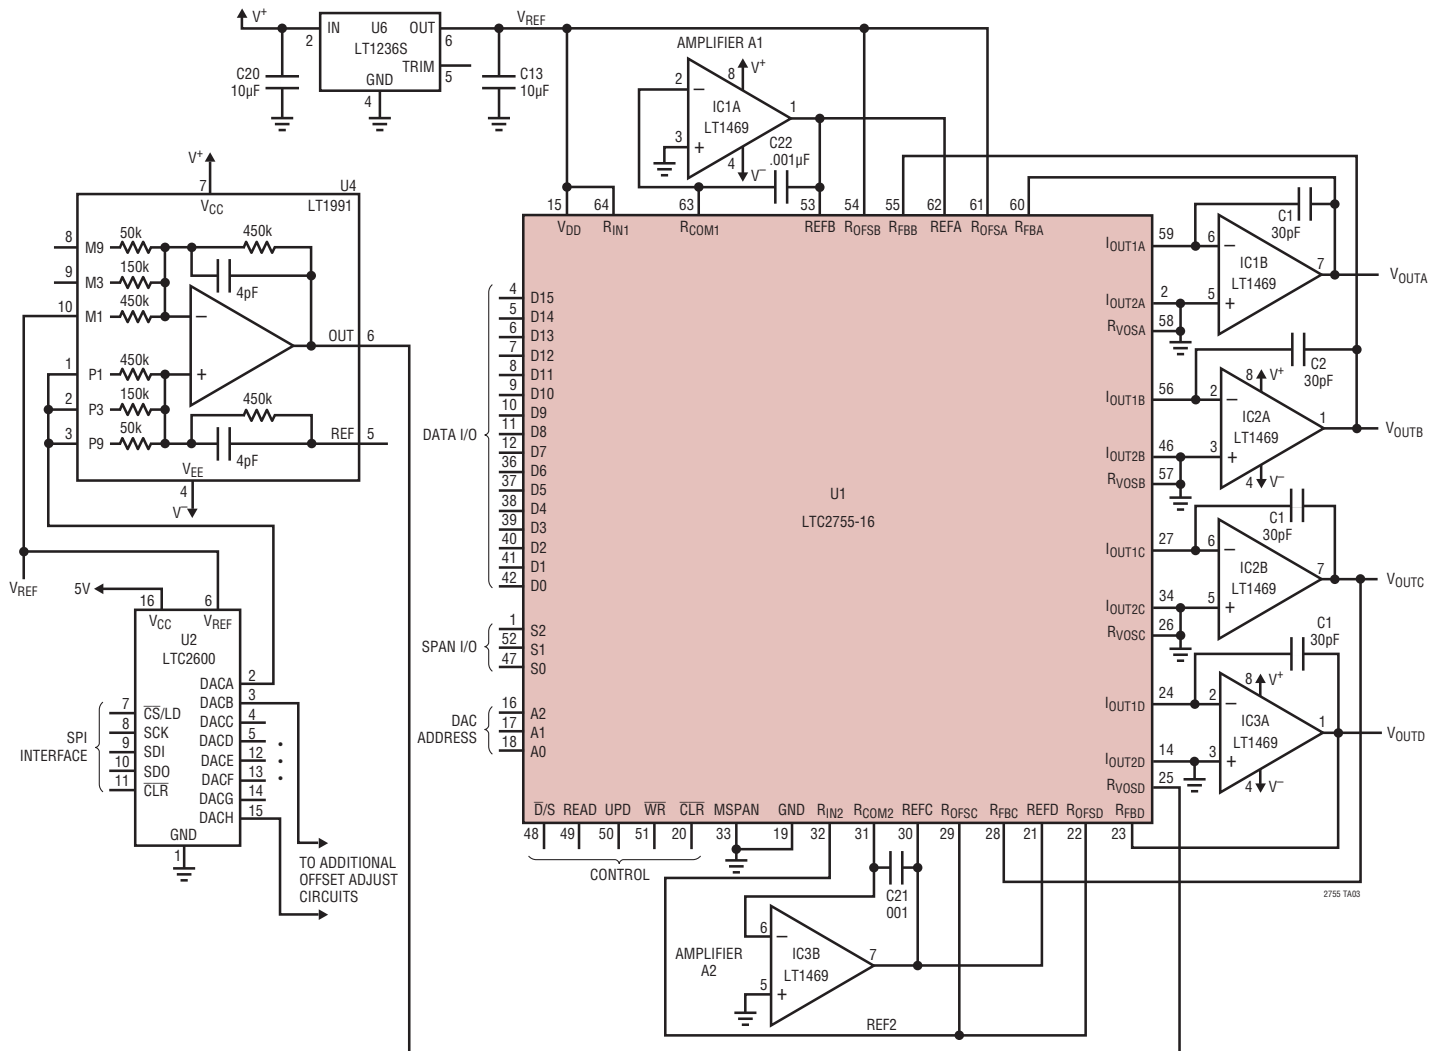 V+
IN
U6
LT1236S
OUT
TRIM
GND
2
6
5
4
VREF
C20
10µF
C13
10µF
AMPLIFIER A1
2
3
8
V+
1
IC1A
LT1469
4
V−
−
+
C22
.001µF
V+
7
VCC
U4
LT1991
8
M9
50k
450k
9
M3
150k
4pF
10
M1
450k
−
OUT
6
1
P1
450k
+
2
P3
150k
450k
3
P9
50k
4pF
REF
5
VEE
4
V−
VREF
5V
16
VCC
6
VREF
U2
LTC2600
DACA 2
DACB 3
DACC 4
DACD 5
DACE 12
DACF 13
DACG 14
DACH 15
SPI
INTERFACE
7 CS/LD
8 SCK
9 SDI
10 SDO
11 CLR
GND
1
TO ADDITIONAL
OFFSET ADJUST
CIRCUITS
15 64 63 53 54 55 62 61 60
VDD RIN1 RCOM1 REFB ROFSB RFBB REFA ROFSA RFBA
DATA I/O
4 D15
5 D14
6 D13
7 D12
8 D11
9 D10
10 D9
11 D8
12 D7
36 D6
37 D5
38 D4
39 D3
40 D2
41 D1
42 D0
SPAN I/O
1 S2
52 S1
47 S0
DAC
ADDRESS
16 A2
17 A1
18 A0
U1
LTC2755-16
IOUT1A 59
IOUT2A 2
RVOSA 58
IOUT1B 56
IOUT2B 46
RVOSB 57
IOUT1C 27
IOUT2C 34
RVOSC 26
IOUT1D 24
IOUT2D 14
RVOSD 25
D/S READ UPD WR CLR MSPAN GND RIN2 RCOM2 REFC ROFSC RFBC REFD ROFSD RFBD
48 49 50 51 20 33 19 32 31 30 29 28 21 22 23
CONTROL
C1
30pF
6
−
IC1B
LT1469
7
5
+
VOUTA
C2
30pF
8
V+
2
−
IC2A
LT1469
1
3
+
4
V−
VOUTB
C1
30pF
6
−
IC2B
LT1469
7
5
+
VOUTC
C1
30pF
8
V+
2
−
IC3A
LT1469
1
3
+
4
V−
VOUTD
C21
001
AMPLIFIER
A2
6
−
IC3B
LT1469
7
5
+
REF2
2755 TA03